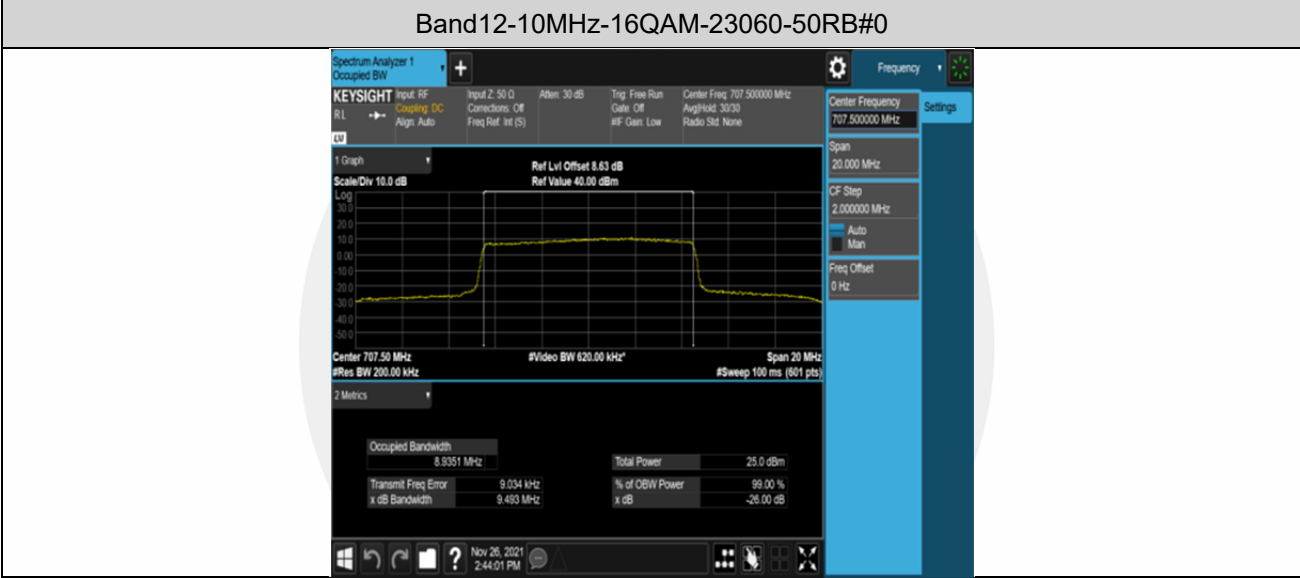 Band12-10MHz-16QAM-23060-50RB#0
Spectrum Analyzer 1
Occupied BW
+
Frequency
KEYSIGHT
R L
LXI
Input: RF
Coupling: DC
Align: Auto
Input Z: 50 Ω
Corrections: Off
Freq Ref: Int (S)
Atten: 30 dB
Trig: Free Run
Gate: Off
#IF Gain: Low
Center Freq: 707.500000 MHz
Avg|Hold: 30/30
Radio Std: None
Center Frequency
707.500000 MHz
Settings
Span
20.000 MHz
CF Step
2.000000 MHz
Auto
Man
Freq Offset
0 Hz
1 Graph
Scale/Div 10.0 dB
Ref Lvl Offset 8.63 dB
Ref Value 40.00 dBm
Log
30.0
20.0
10.0
0.00
-10.0
-20.0
-30.0
-40.0
-50.0
Center 707.50 MHz
#Video BW 620.00 kHz*
Span 20 MHz
#Res BW 200.00 kHz
#Sweep 100 ms (601 pts)
2 Metrics
Occupied Bandwidth
8.9351 MHz
Total Power 25.0 dBm
Transmit Freq Error 9.034 kHz
% of OBW Power 99.00 %
x dB Bandwidth 9.493 MHz
x dB -26.00 dB
?
Nov 26, 2021
2:44:01 PM